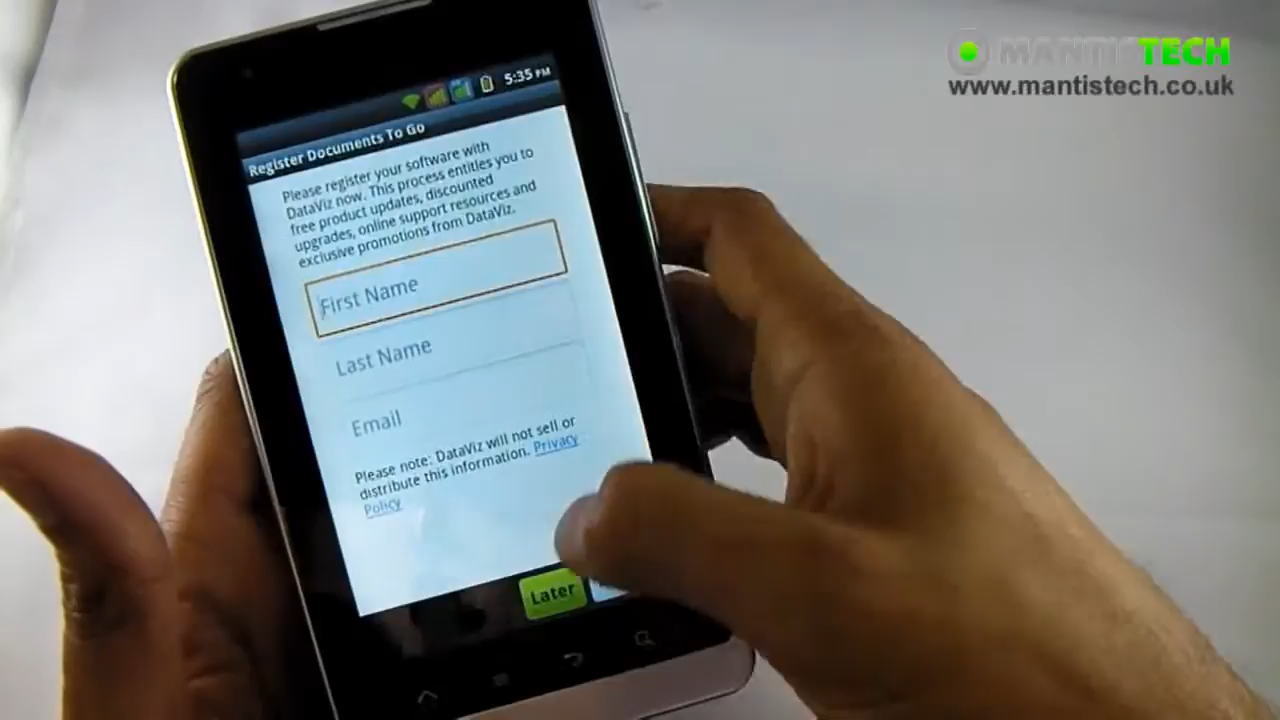 MANTISTECH
www.mantistech.co.uk
5:35 PM
Register Documents To Go
Please register your software with
DataViz now. This process entitles you to
free product updates, discounted
upgrades, online support resources and
exclusive promotions from DataViz.
First Name
Last Name
Email
Please note: DataViz will not sell or
distribute this information. Privacy
Policy
Later